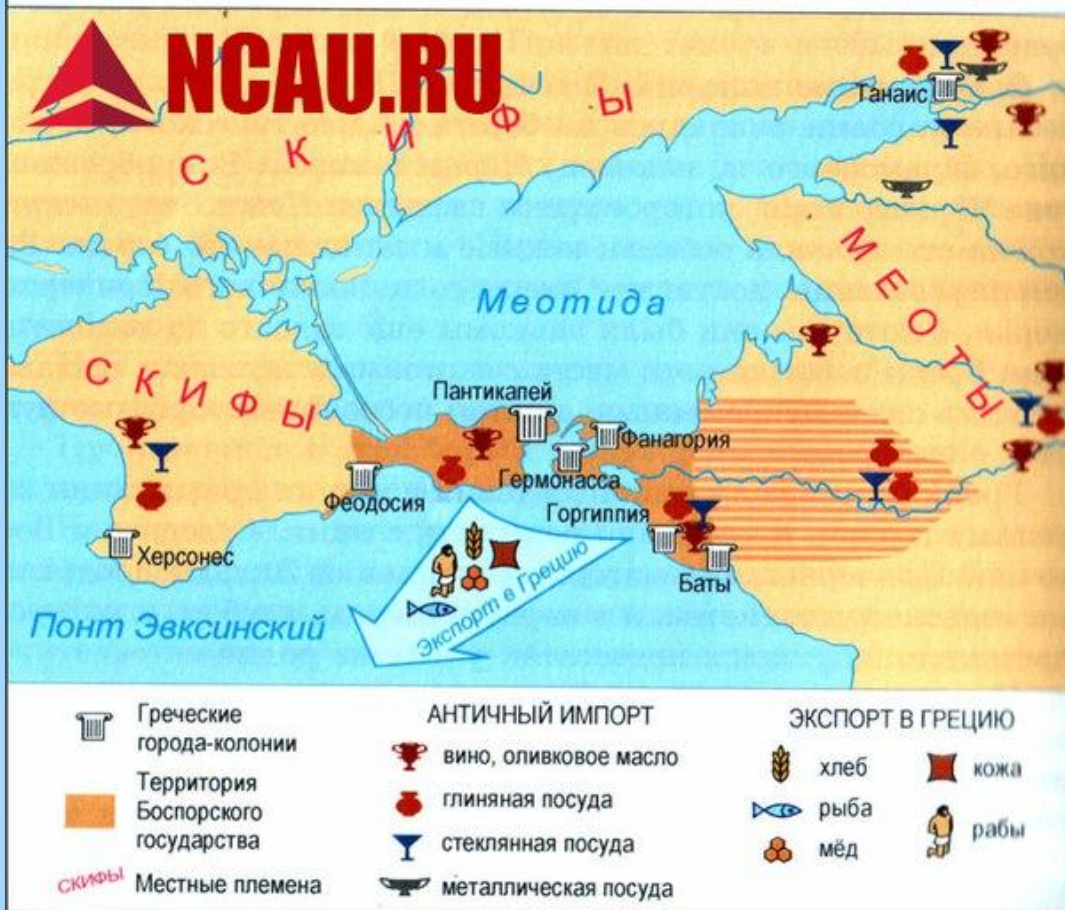 NCAU.RU
СКИФЫ
Танаис
МЕОТЫ
Меотида
СКИФЫ
Пантикапей
Фанагория
Гермонасса
Феодосия
Горгиппия
Херсонес
Баты
Экспорт в Грецию
Понт Эвксинский
Греческие
города-колонии
Территория
Боспорского
государства
СКИФЫ Местные племена
АНТИЧНЫЙ ИМПОРТ
вино, оливковое масло
глиняная посуда
стеклянная посуда
металлическая посуда
ЭКСПОРТ В ГРЕЦИЮ
хлеб
рыба
мёд
кожа
рабы